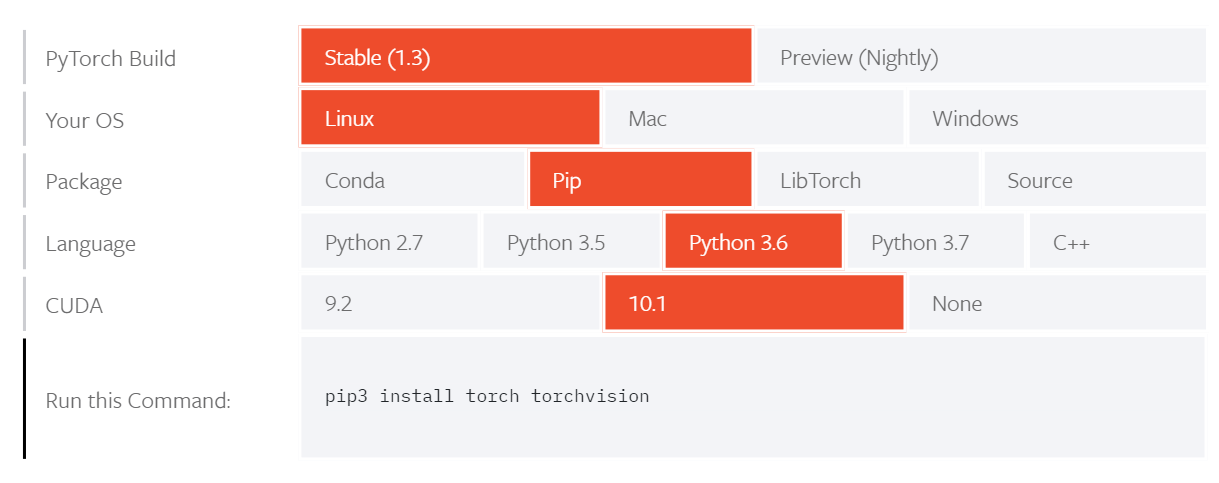 PyTorch Build Stable (1.3) Preview (Nightly)
Your OS Linux Mac Windows
Package Conda Pip LibTorch Source
Language Python 2.7 Python 3.5 Python 3.6 Python 3.7 C++
CUDA 9.2 10.1 None
Run this Command: pip3 install torch torchvision